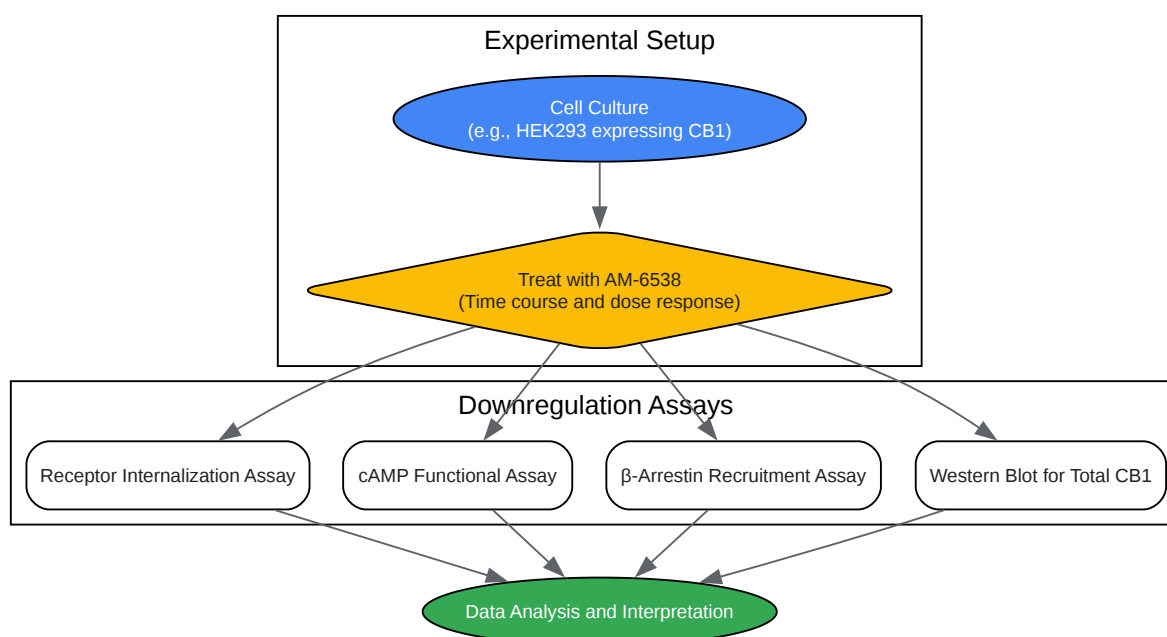 Experimental Setup
Cell Culture
(e.g., HEK293 expressing CB1)
Treat with AM-6538
(Time course and dose response)
Downregulation Assays
Receptor Internalization Assay
cAMP Functional Assay
β-Arrestin Recruitment Assay
Western Blot for Total CB1
Data Analysis and Interpretation